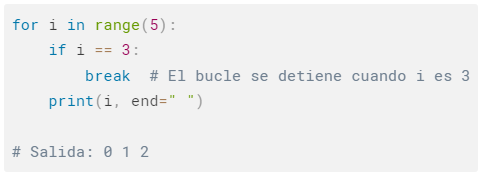 for i in range(5):
    if i == 3:
        break  # El bucle se detiene cuando i es 3
    print(i, end=" ")

# Salida: 0 1 2